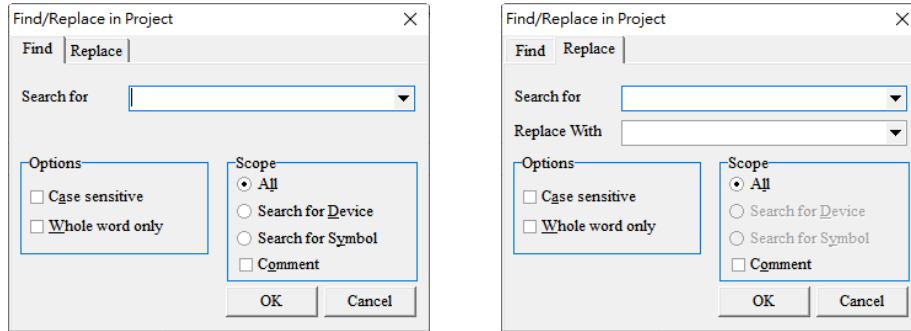 Find/Replace in Project
Find Replace
Search for
Options
Case sensitive
Whole word only
Scope
All
Search for Device
Search for Symbol
Comment
OK Cancel
Find/Replace in Project
Find Replace
Search for
Replace With
Options
Case sensitive
Whole word only
Scope
All
Search for Device
Search for Symbol
Comment
OK Cancel